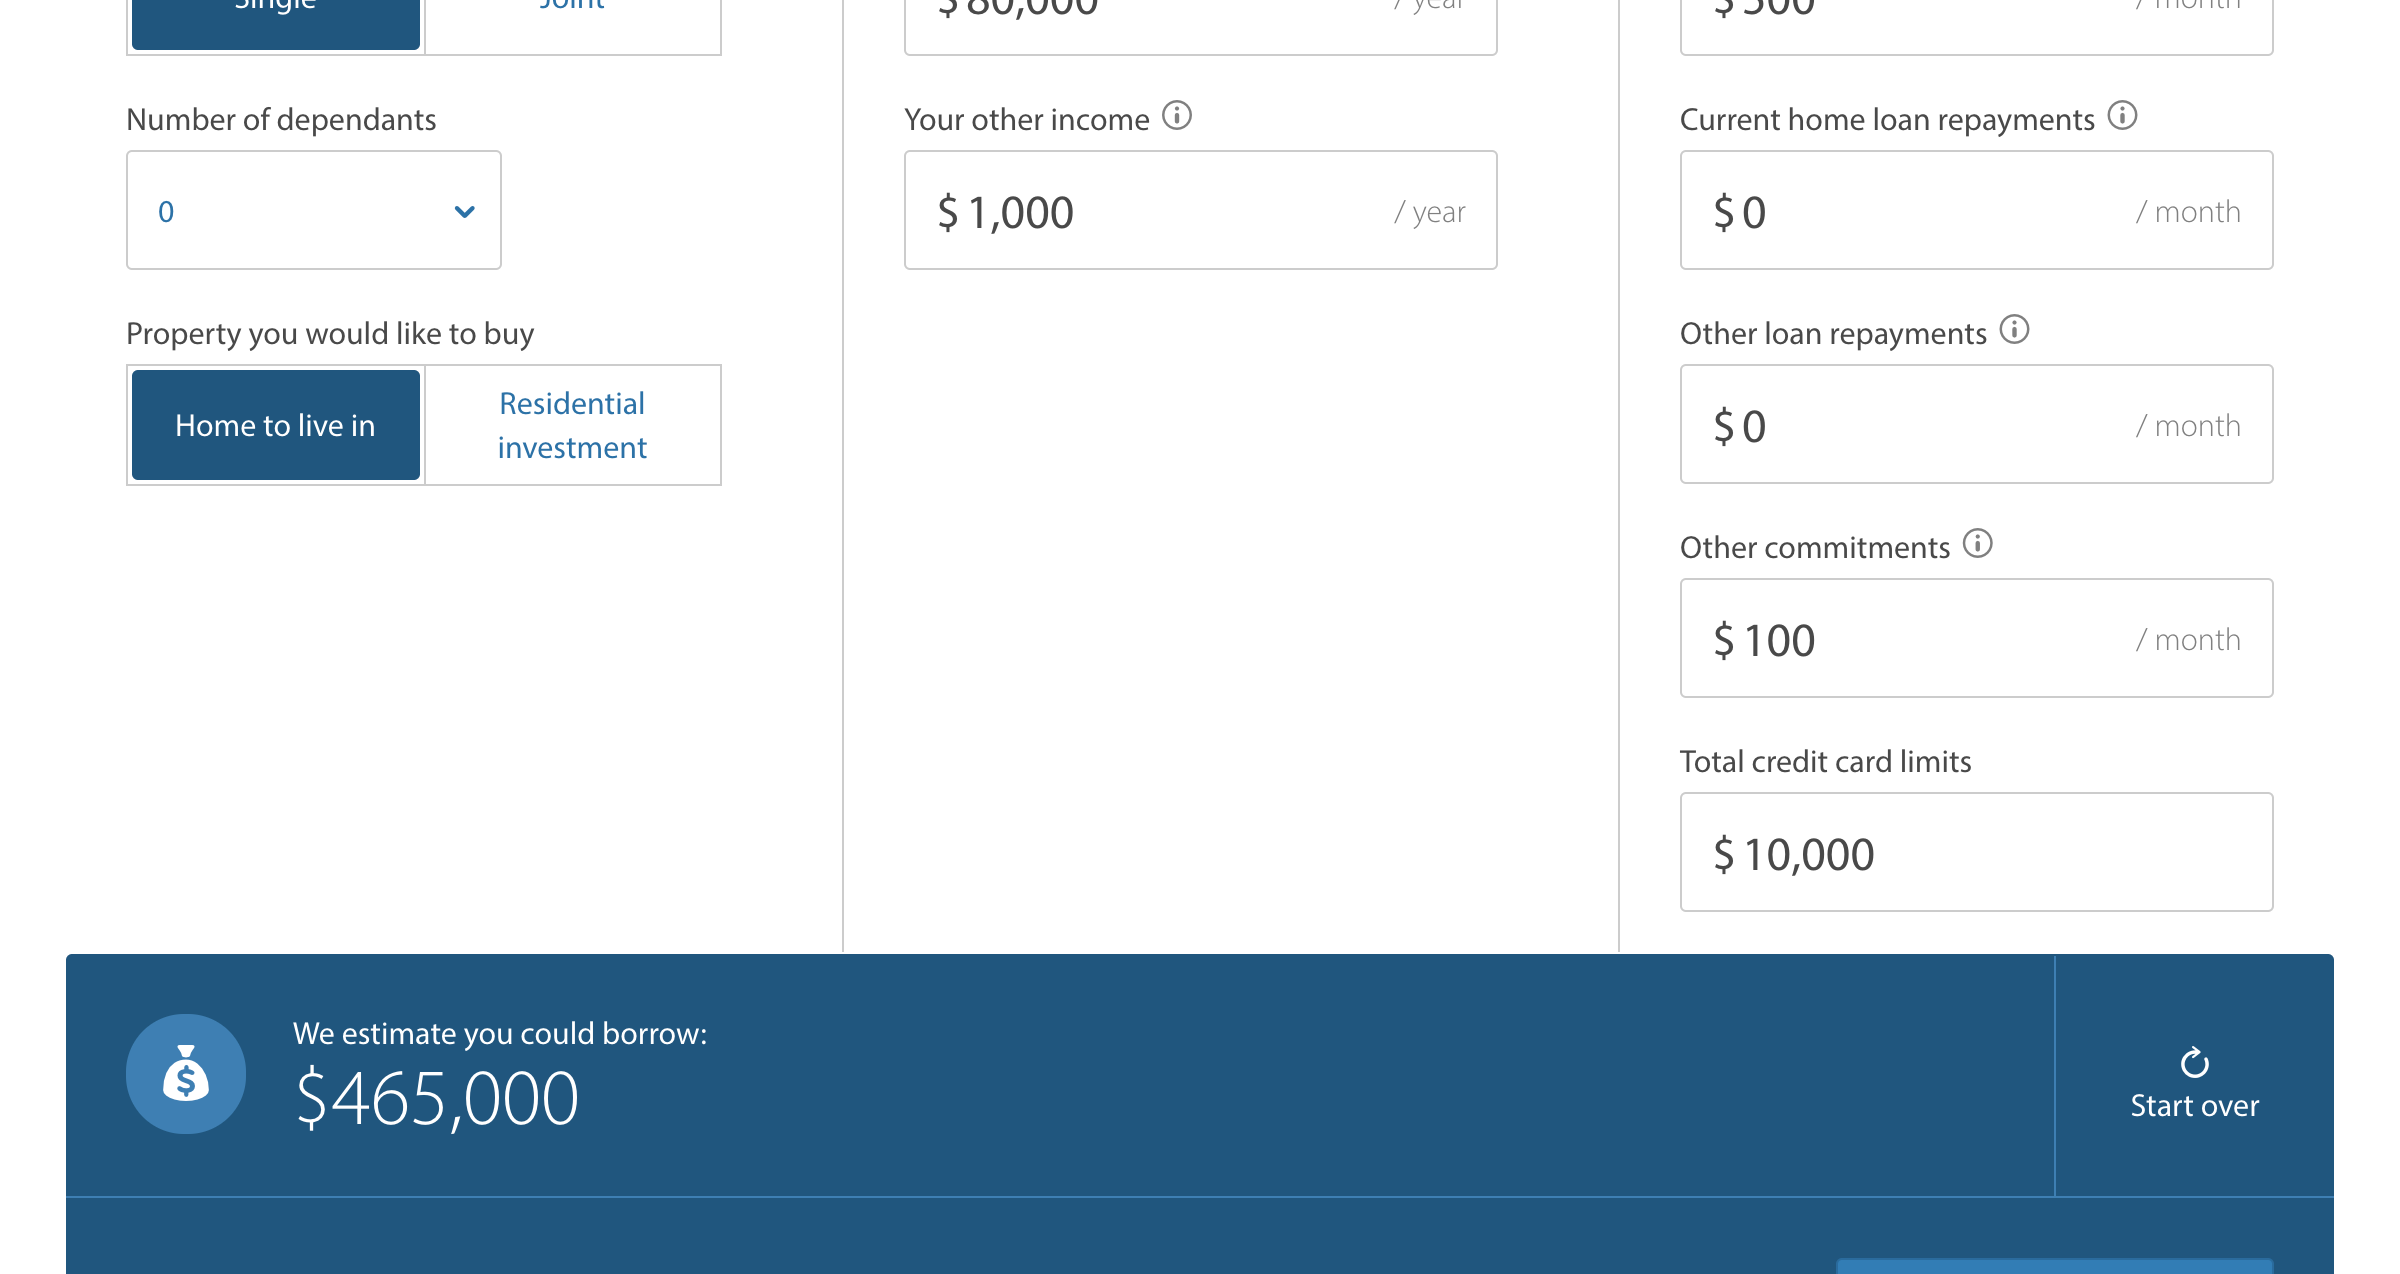 Single
Joint
$ 80,000
/ year
$ 500
/ month
Number of dependants
0
Your other income
$ 1,000
/ year
Current home loan repayments
$ 0
/ month
Property you would like to buy
Home to live in
Residential
investment
Other loan repayments
$ 0
/ month
Other commitments
$ 100
/ month
Total credit card limits
$ 10,000
We estimate you could borrow:
$465,000
Start over